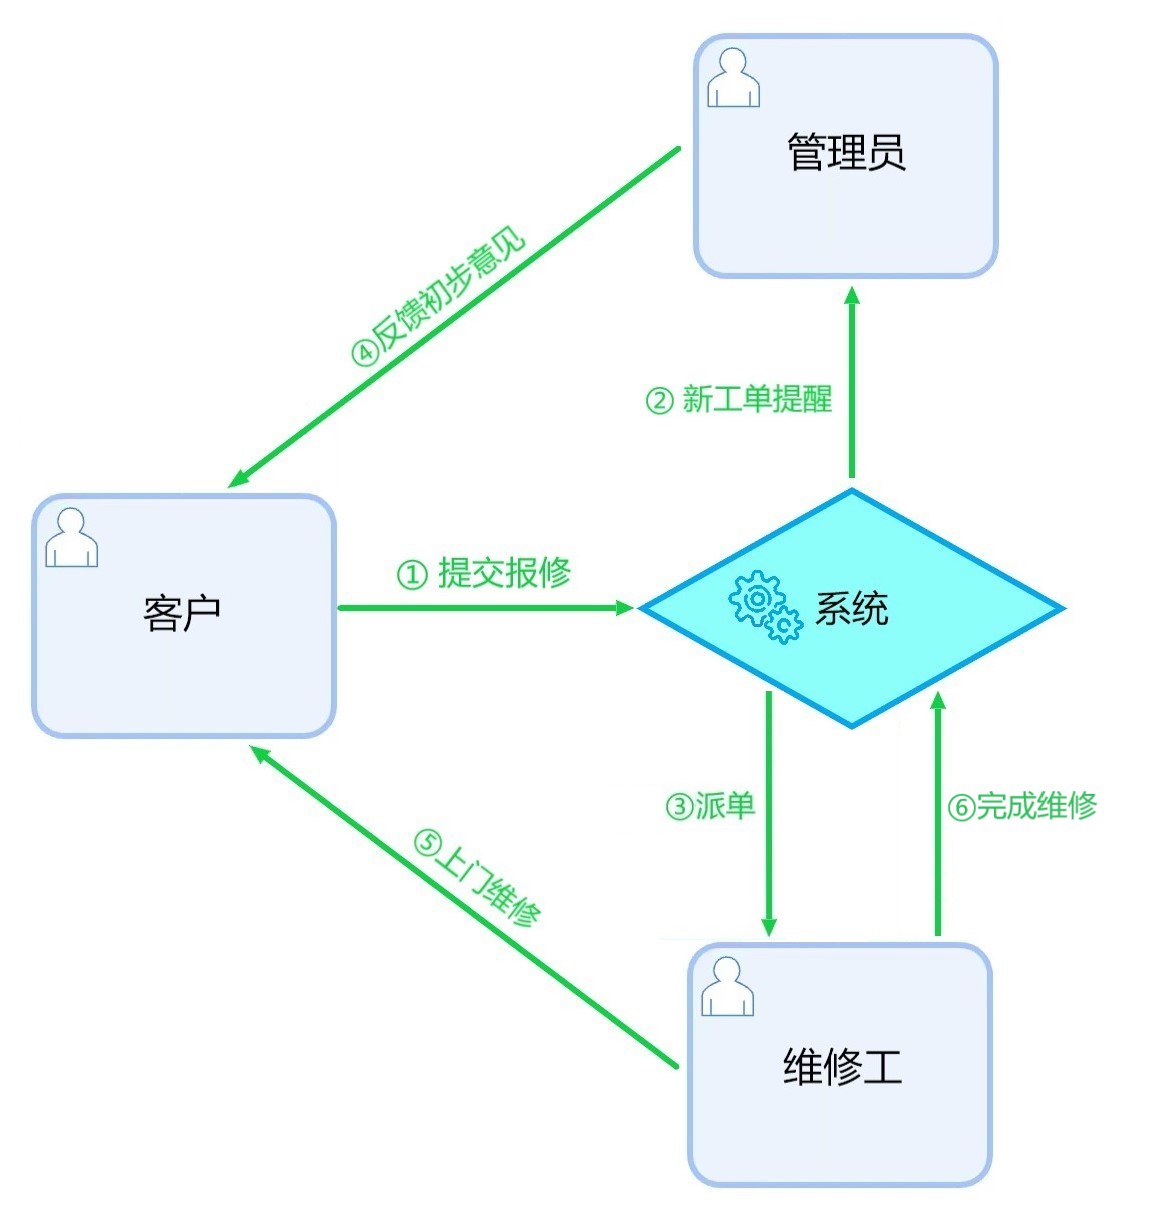 管理员
④反馈初步意见
② 新工单提醒
① 提交报修
客户
系统
③派单
⑥完成维修
⑤上门维修
维修工